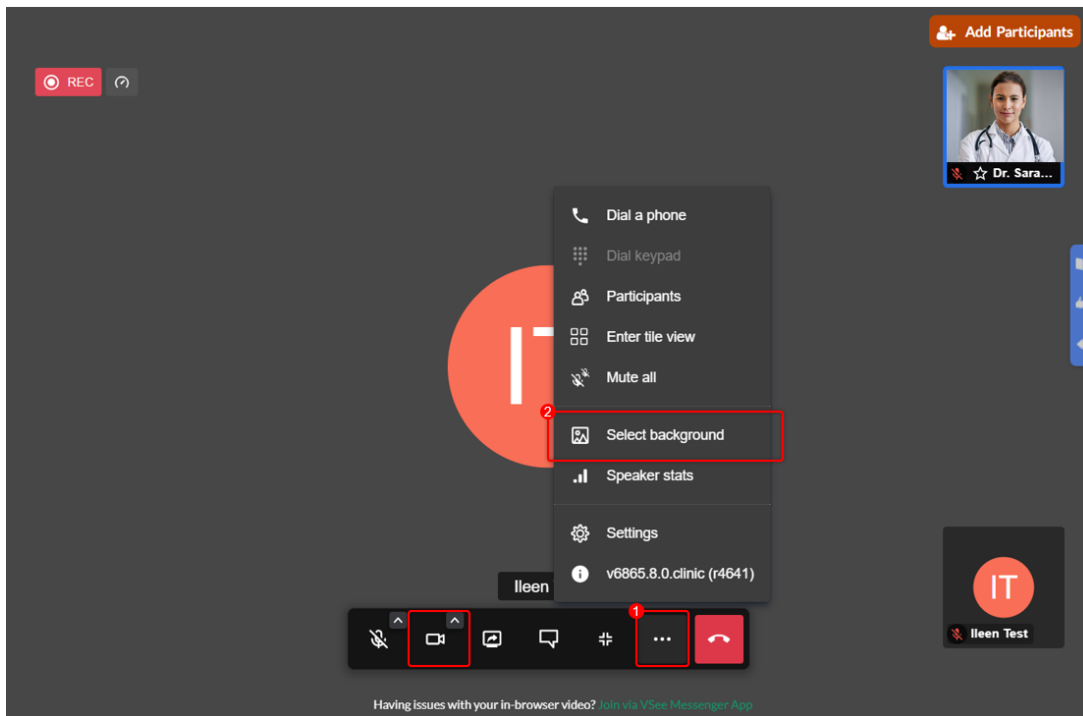 Add Participants
REC
Dr. Sara...
Dial a phone
Dial keypad
Participants
Enter tile view
Mute all
2
Select background
Speaker stats
Settings
v6865.8.0.clinic (r4641)
IT
Ileen
1
IT
Ileen Test
Having issues with your in-browser video? Join via VSee Messenger App